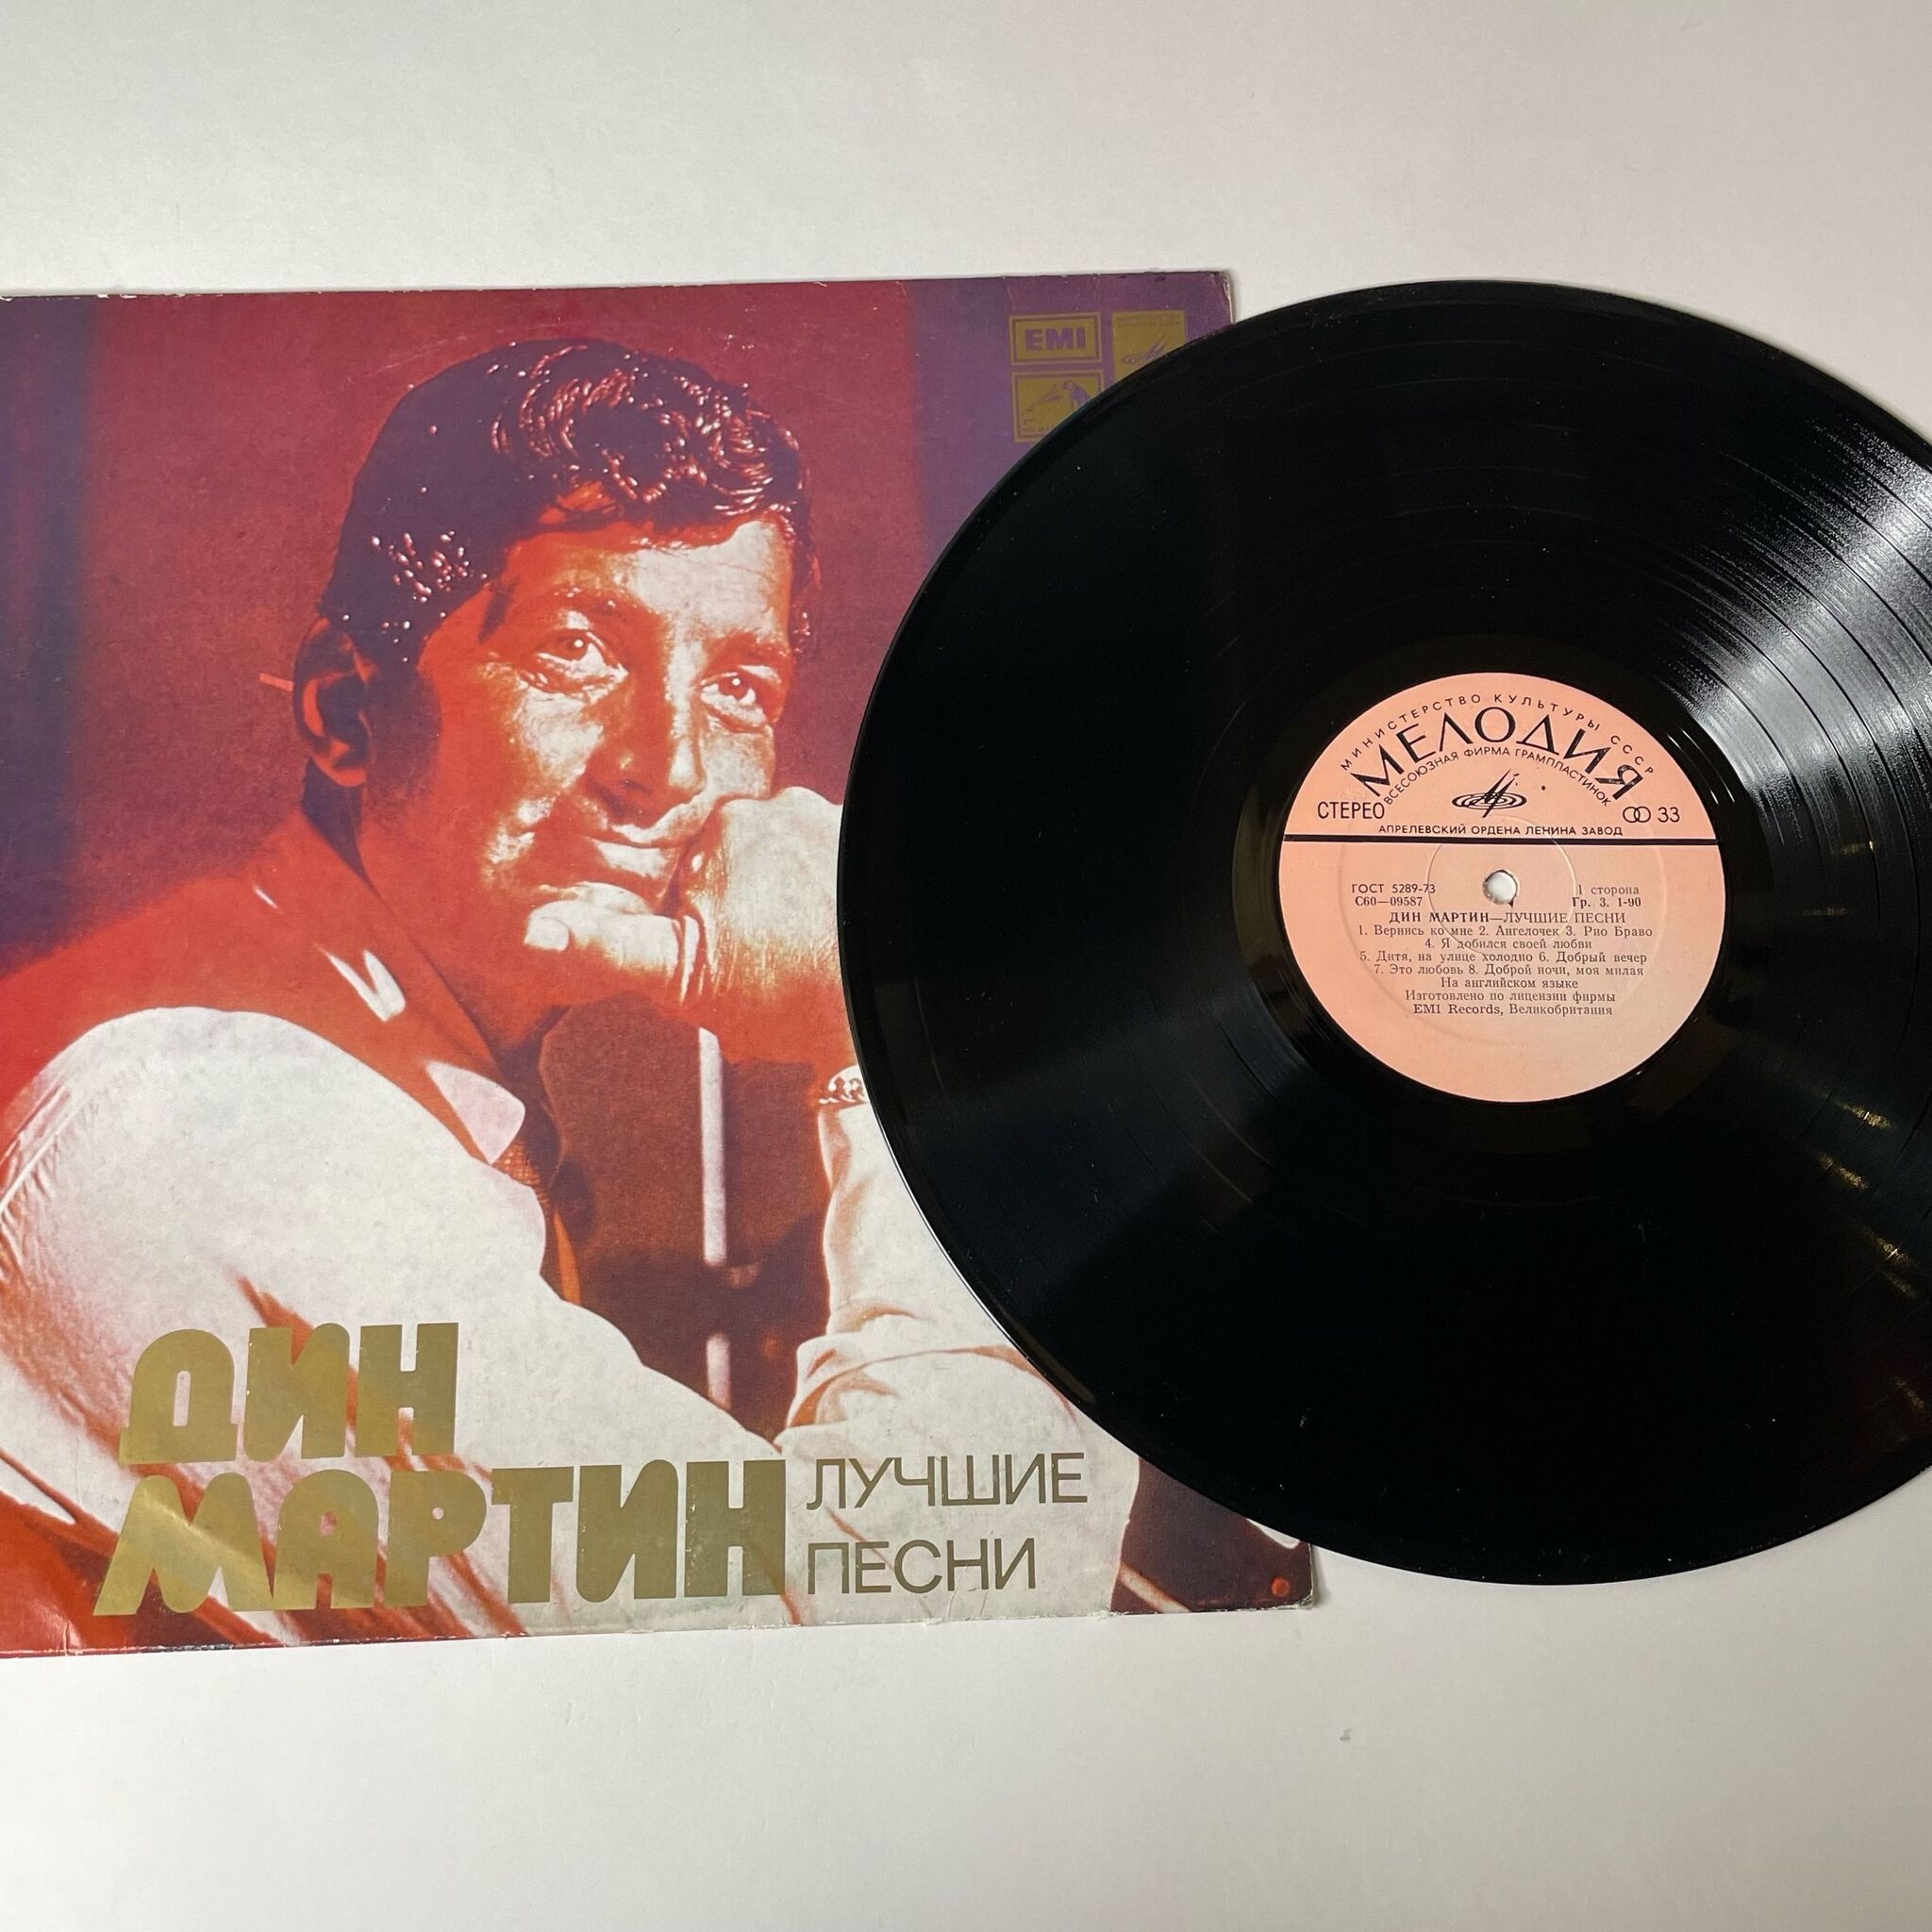 EMI
ДИН
МАРТИН
ЛУЧШИЕ
ПЕСНИ
МИНИСТЕРСТВО КУЛЬТУРЫ СССР
МЕЛОДИЯ
ВСЕСОЮЗНАЯ ФИРМА ГРАМПЛАСТИНОК
СТЕРЕО 33
АПРЕЛЕВСКИЙ ОРДЕНА ЛЕНИНА ЗАВОД
ГОСТ 5289-73 1 сторона
С60—09587 Гр. 3. 1-90
ДИН МАРТИН—ЛУЧШИЕ ПЕСНИ
1. Вернись ко мне 2. Ангелочек 3. Рио Браво
4. Я добился своей любви
5. Дитя, на улице холодно 6. Добрый вечер
7. Это любовь 8. Доброй ночи, моя милая
На английском языке
Изготовлено по лицензии фирмы
EMI Records, Великобритания